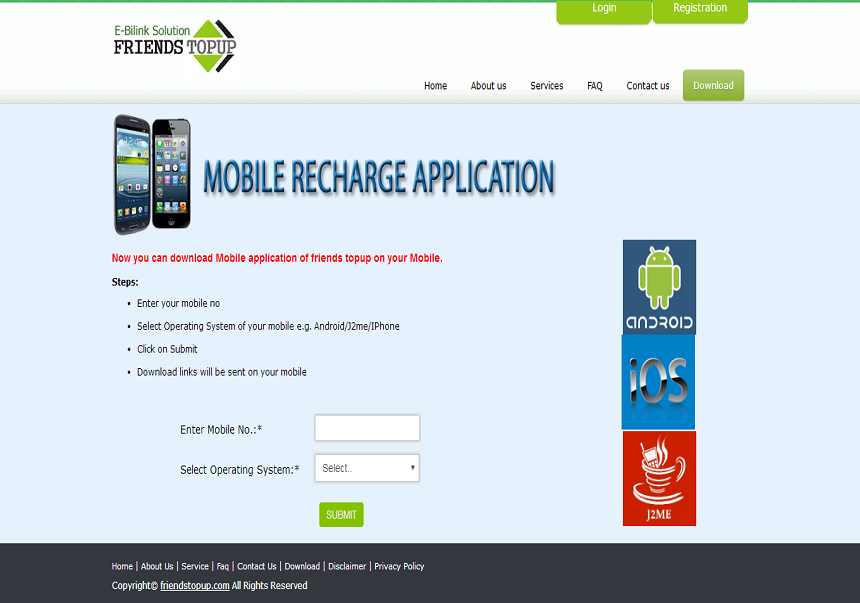 Login Registration
E-Bilink Solution
FRIENDS TOPUP
Home About us Services FAQ Contact us Download
MOBILE RECHARGE APPLICATION
Now you can download Mobile application of friends topup on your Mobile.
Steps:
• Enter your mobile no
• Select Operating System of your mobile e.g. Android/J2me/IPhone
• Click on Submit
• Download links will be sent on your mobile
ANDROID
iOS
J2ME
Enter Mobile No.:*
Select Operating System:* Select..
SUBMIT
Home | About Us | Service | Faq | Contact Us | Download | Disclaimer | Privacy Policy
Copyright© friendstopup.com All Rights Reserved